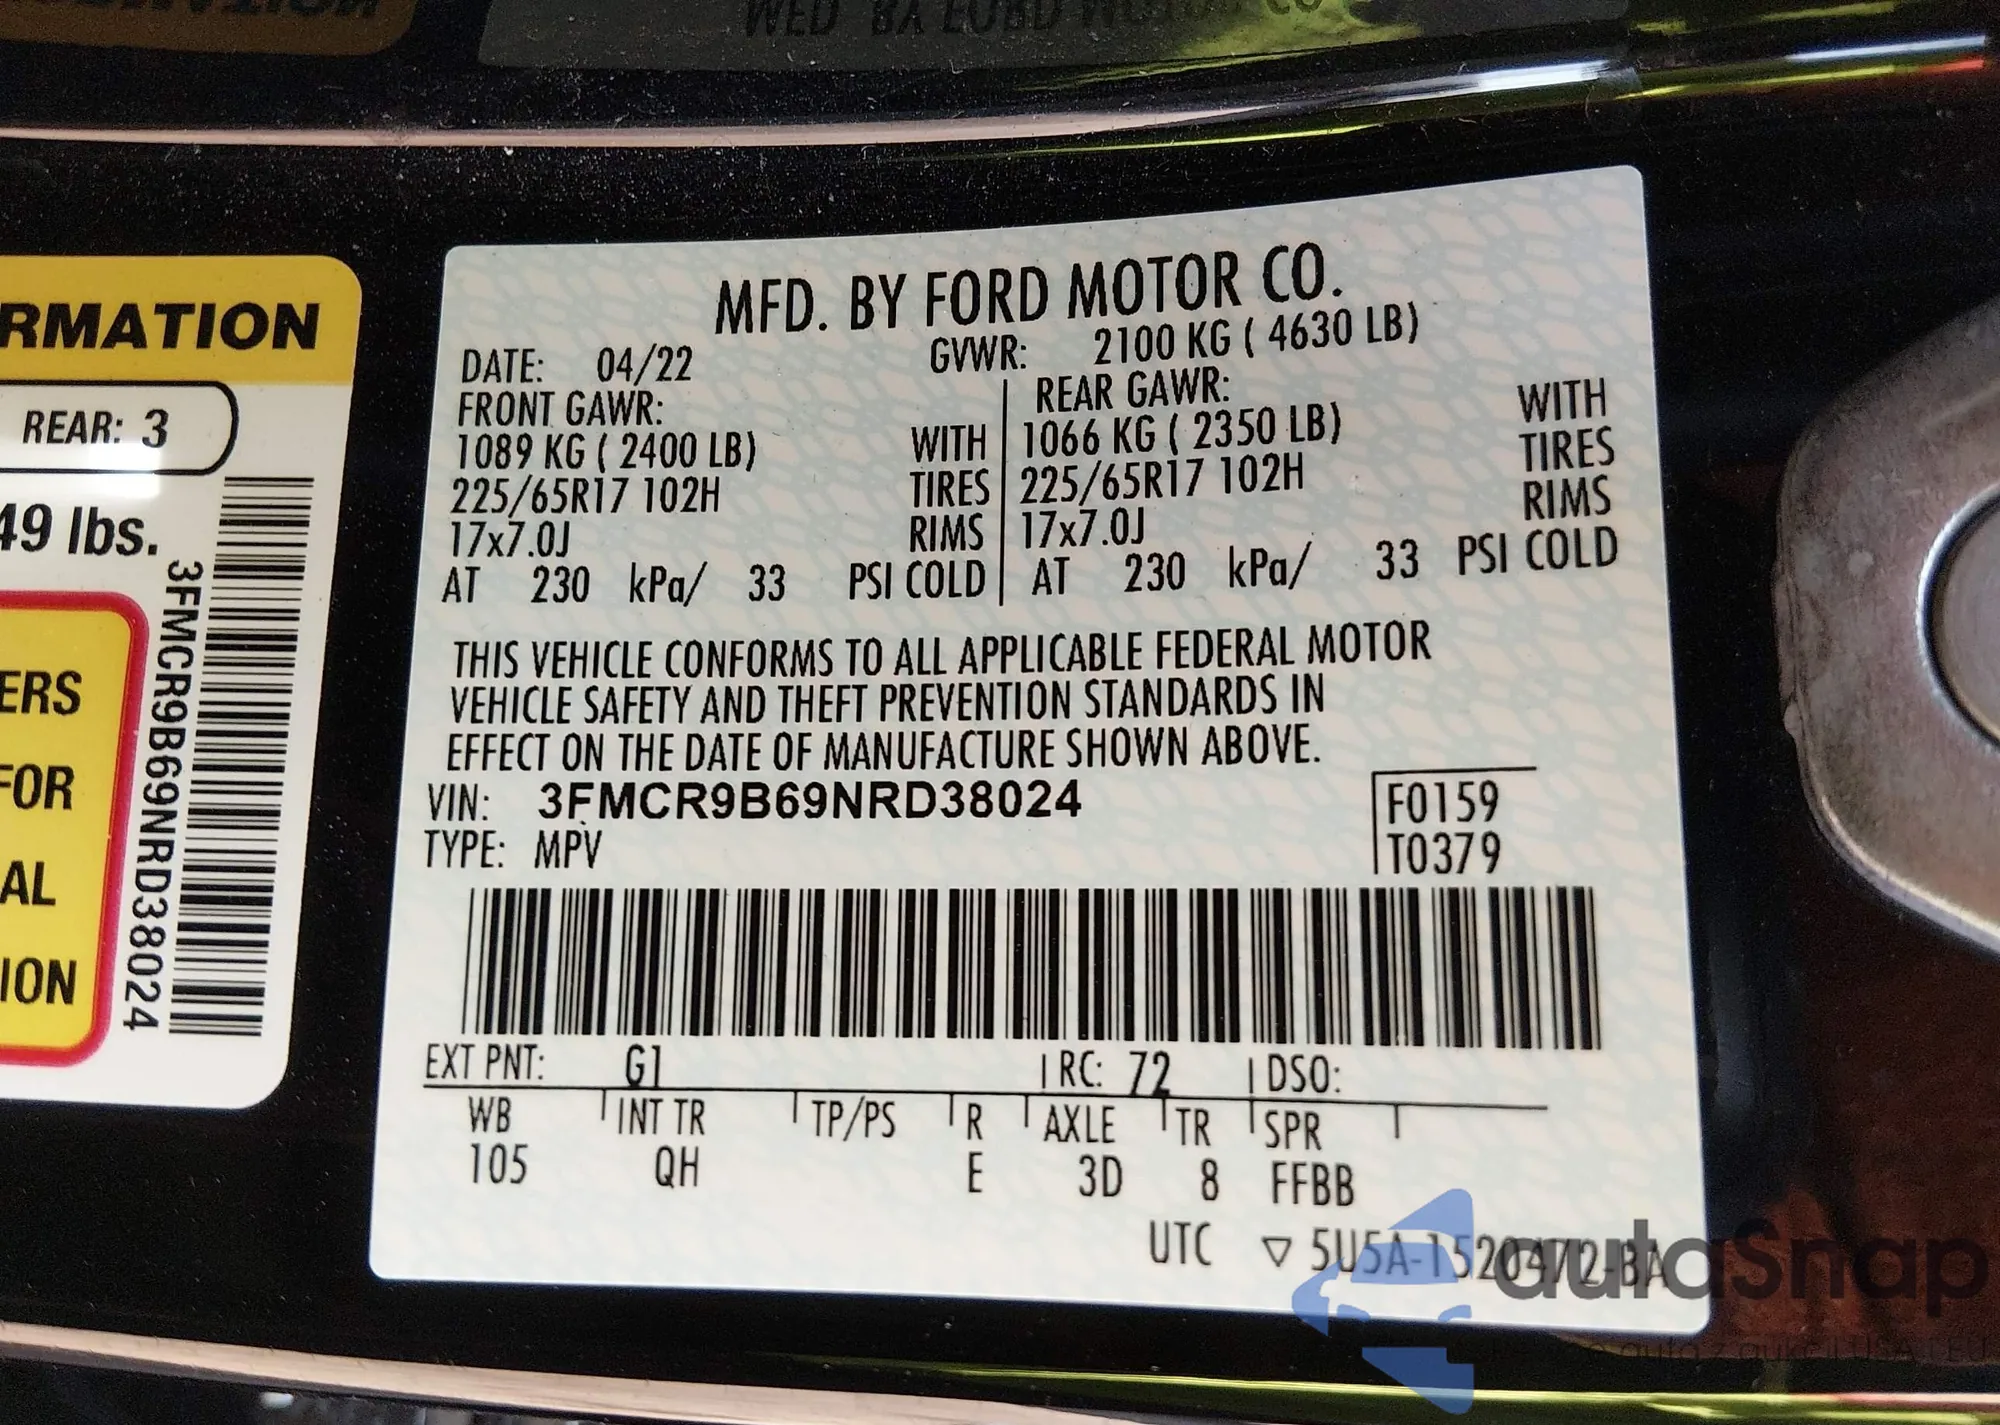 RMATION
REAR: 3
49 lbs.
3FMCR9B69NRD38024
ERS
FOR
AL
ION
MFD. BY FORD MOTOR CO.
DATE: 04/22 GVWR: 2100 KG ( 4630 LB)
FRONT GAWR: REAR GAWR:
1089 KG ( 2400 LB) WITH 1066 KG ( 2350 LB) WITH
225/65R17 102H TIRES 225/65R17 102H TIRES
17x7.0J RIMS 17x7.0J RIMS
AT 230 kPa/ 33 PSI COLD AT 230 kPa/ 33 PSI COLD
THIS VEHICLE CONFORMS TO ALL APPLICABLE FEDERAL MOTOR
VEHICLE SAFETY AND THEFT PREVENTION STANDARDS IN
EFFECT ON THE DATE OF MANUFACTURE SHOWN ABOVE.
VIN: 3FMCR9B69NRD38024 F0159
TYPE: MPV T0379
EXT PNT: G1 RC: 72 DSO:
WB INT TR TP/PS R AXLE TR SPR
105 QH E 3D 8 FFBB
UTC ▽ 5U5A-1520472-BA
autaSnap